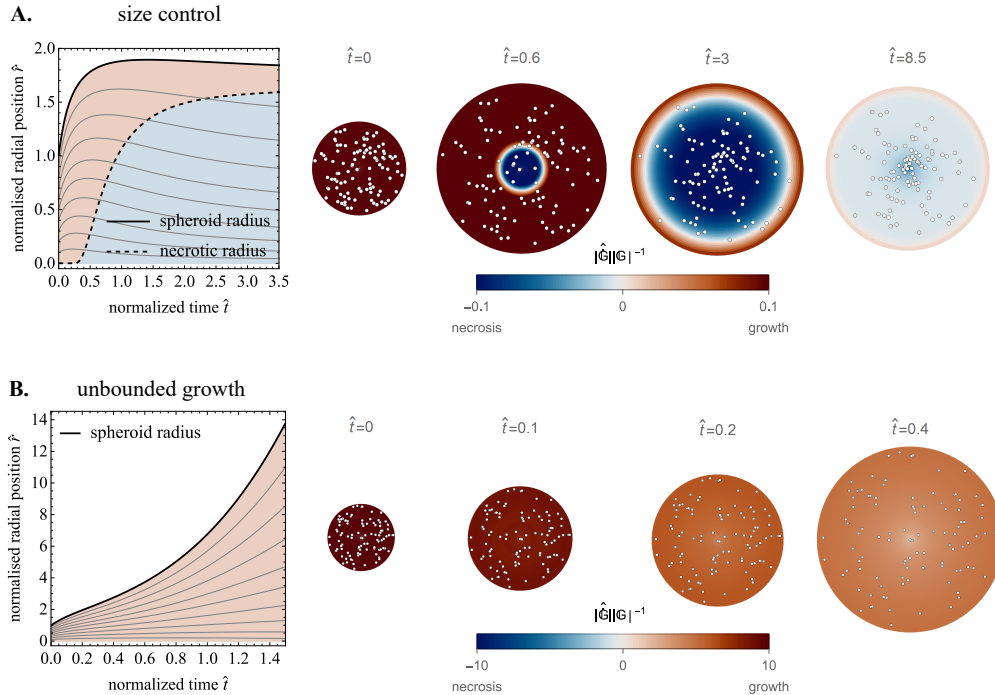 A.
size control
normalised radial position r̂
2.0
1.5
1.0
0.5
0.0
spheroid radius
necrotic radius
0.0 0.5 1.0 1.5 2.0 2.5 3.0 3.5
normalized time t̂
t̂=0
t̂=0.6
t̂=3
t̂=8.5
|Ĝ̇||G|⁻¹
−0.1 0 0.1
necrosis growth
B.
unbounded growth
normalised radial position r̂
14
12
10
8
6
4
2
0
spheroid radius
0.0 0.2 0.4 0.6 0.8 1.0 1.2 1.4
normalized time t̂
t̂=0
t̂=0.1
t̂=0.2
t̂=0.4
|Ĝ̇||G|⁻¹
−10 0 10
necrosis growth